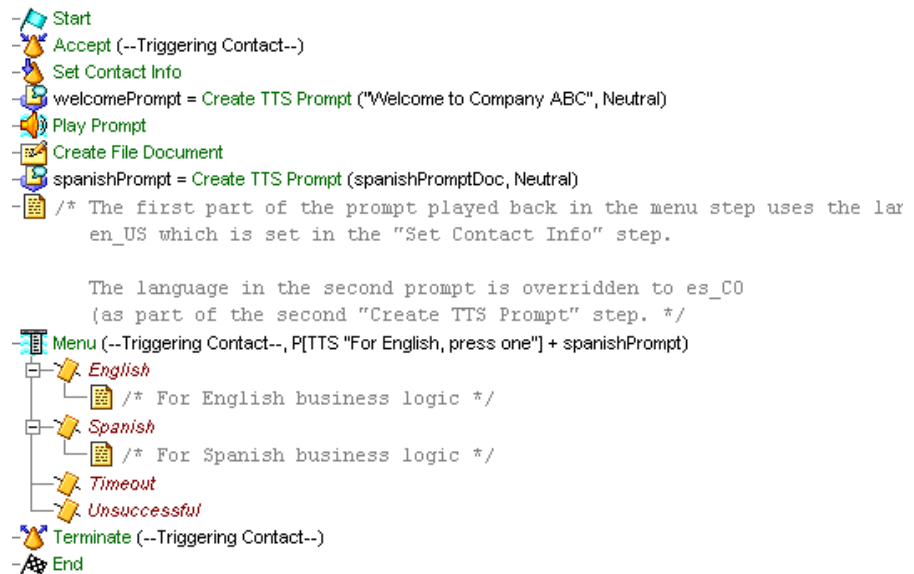 Start
Accept (--Triggering Contact--)
Set Contact Info
welcomePrompt = Create TTS Prompt ("Welcome to Company ABC", Neutral)
Play Prompt
Create File Document
spanishPrompt = Create TTS Prompt (spanishPromptDoc, Neutral)
/* The first part of the prompt played back in the menu step uses the
en_US which is set in the "Set Contact Info" step.
The language in the second prompt is overridden to es_CO
(as part of the second "Create TTS Prompt" step. */
Menu (--Triggering Contact--, P[TTS "For English, press one"] + spanishPrompt)
English
/* For English business logic */
Spanish
/* For Spanish business logic */
Timeout
Unsuccessful
Terminate (--Triggering Contact--)
End